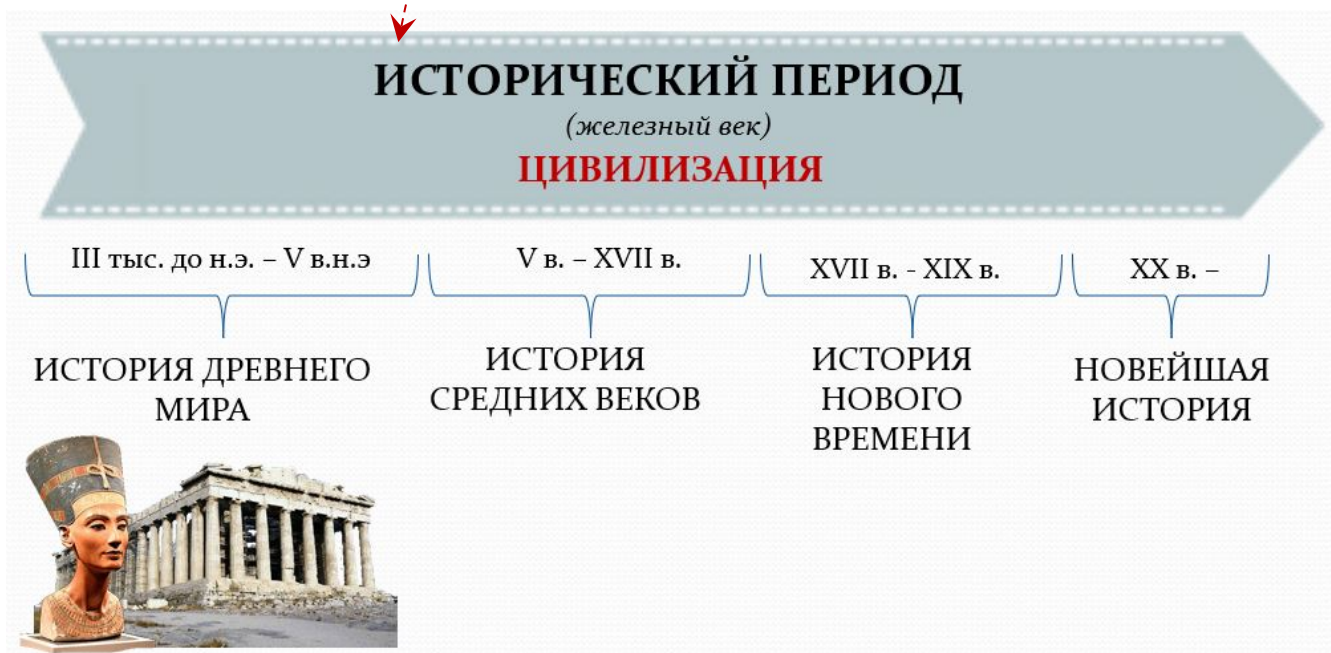 ИСТОРИЧЕСКИЙ ПЕРИОД
(железный век)
ЦИВИЛИЗАЦИЯ
III тыс. до н.э. – V в.н.э
V в. – XVII в.
XVII в. - XIX в.
XX в. –
ИСТОРИЯ ДРЕВНЕГО
МИРА
ИСТОРИЯ
СРЕДНИХ ВЕКОВ
ИСТОРИЯ
НОВОГО
ВРЕМЕНИ
НОВЕЙШАЯ
ИСТОРИЯ